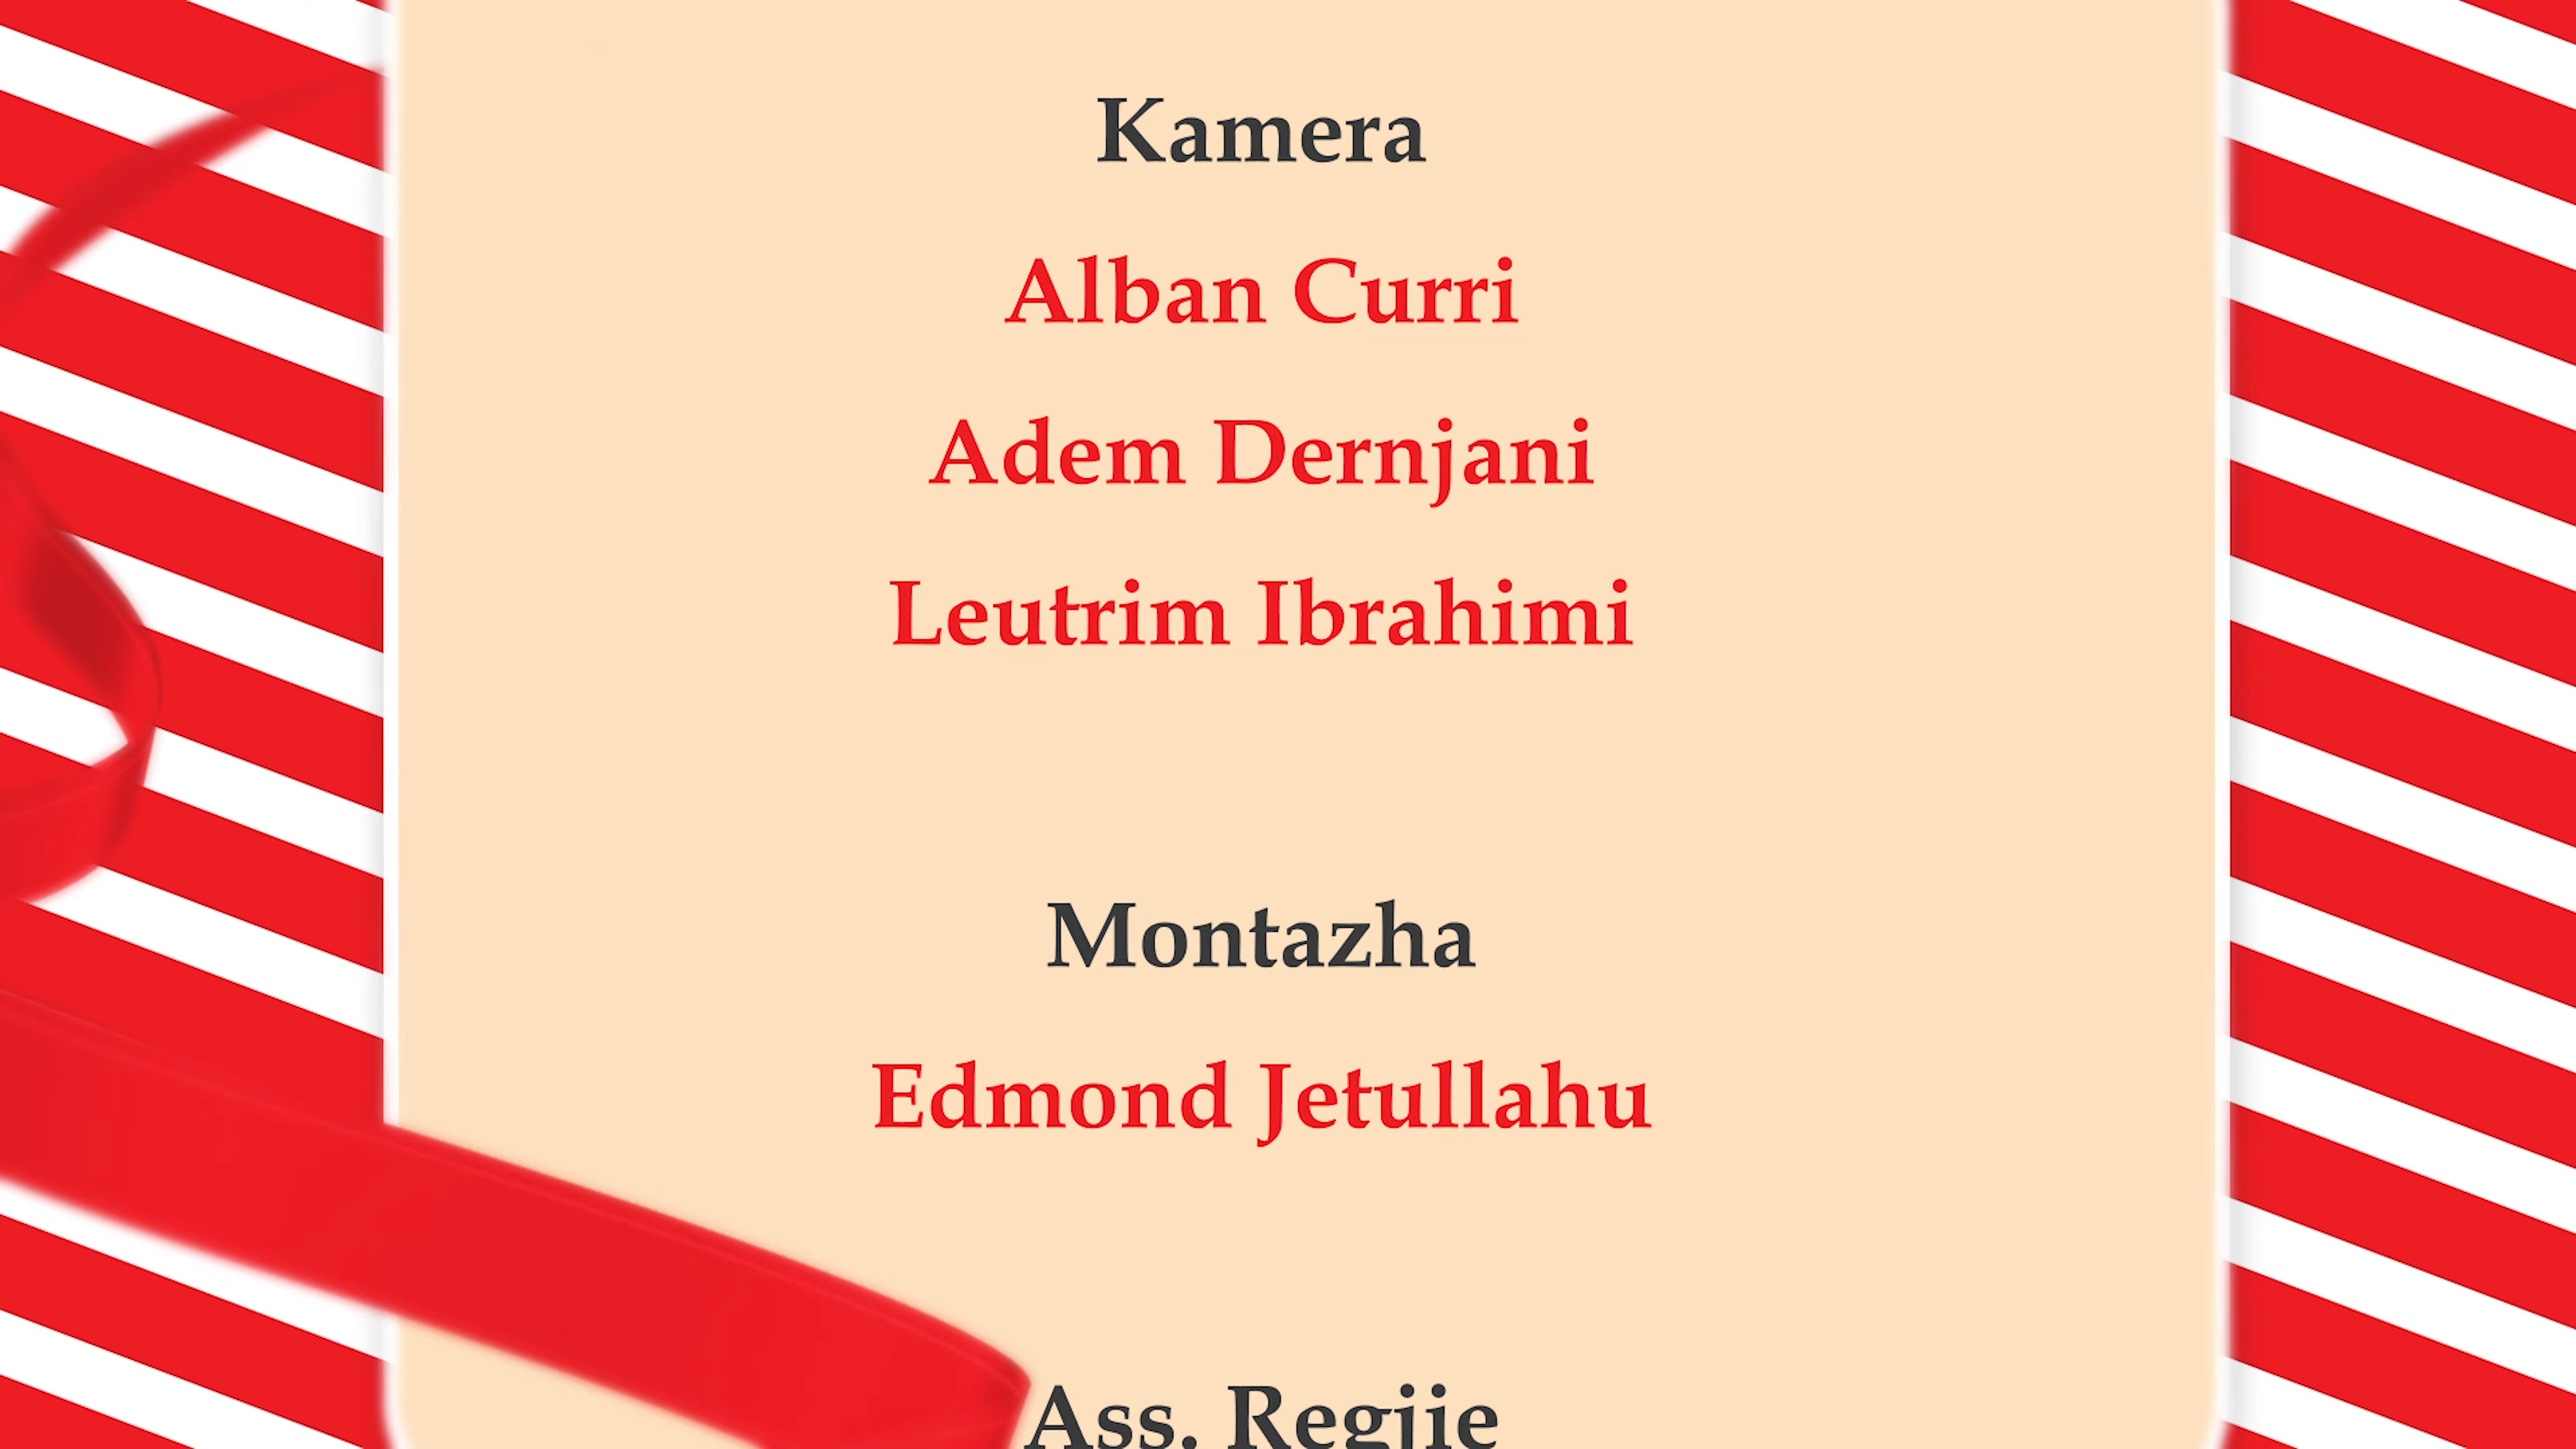 Kamera
Alban Curri
Adem Dernjani
Leutrim Ibrahimi
Montazha
Edmond Jetullahu
Ass. Regjie